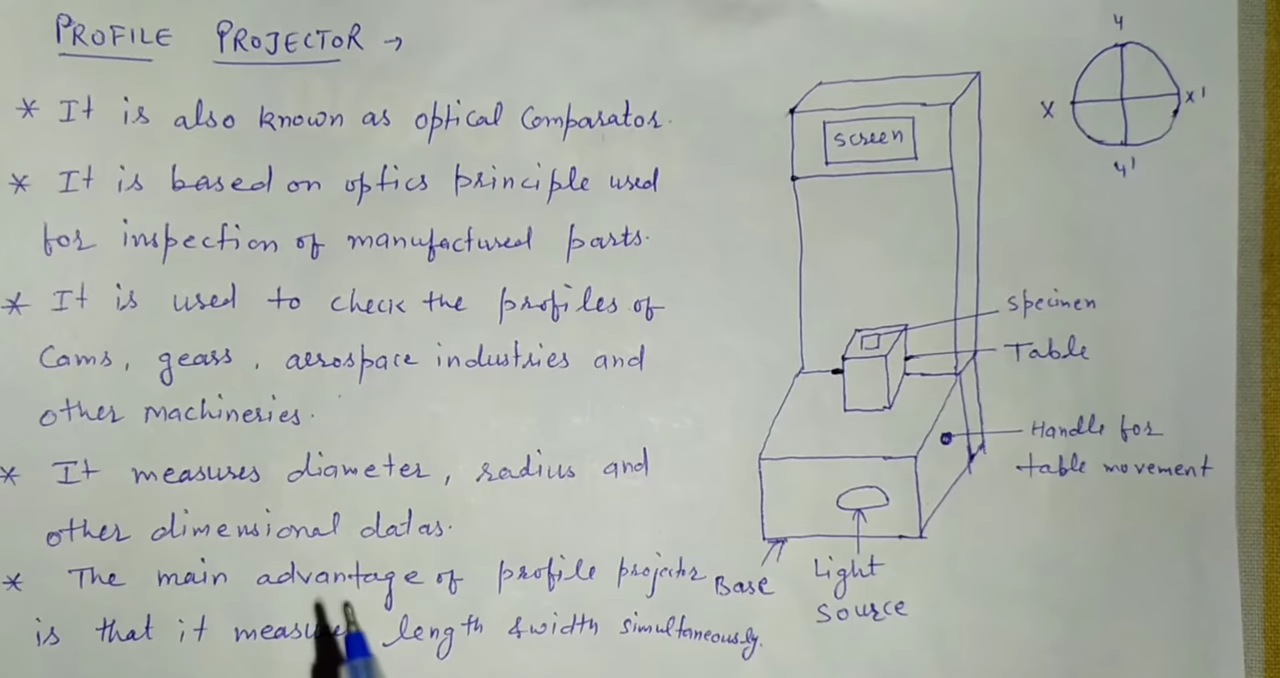 PROFILE PROJECTOR →
* It is also known as optical Comparator.
* It is based on optics principle used
for inspection of manufactured parts.
* It is used to check the profiles of
Cams, gears, aerospace industries and
other machineries.
* It measures diameter, radius and
other dimensional datas.
* The main advantage of profile projector
is that it measures length & width simultaneously.
Screen
Specimen
Table
Handle for
table movement
Base
Light
Source
y
x
x'
y'